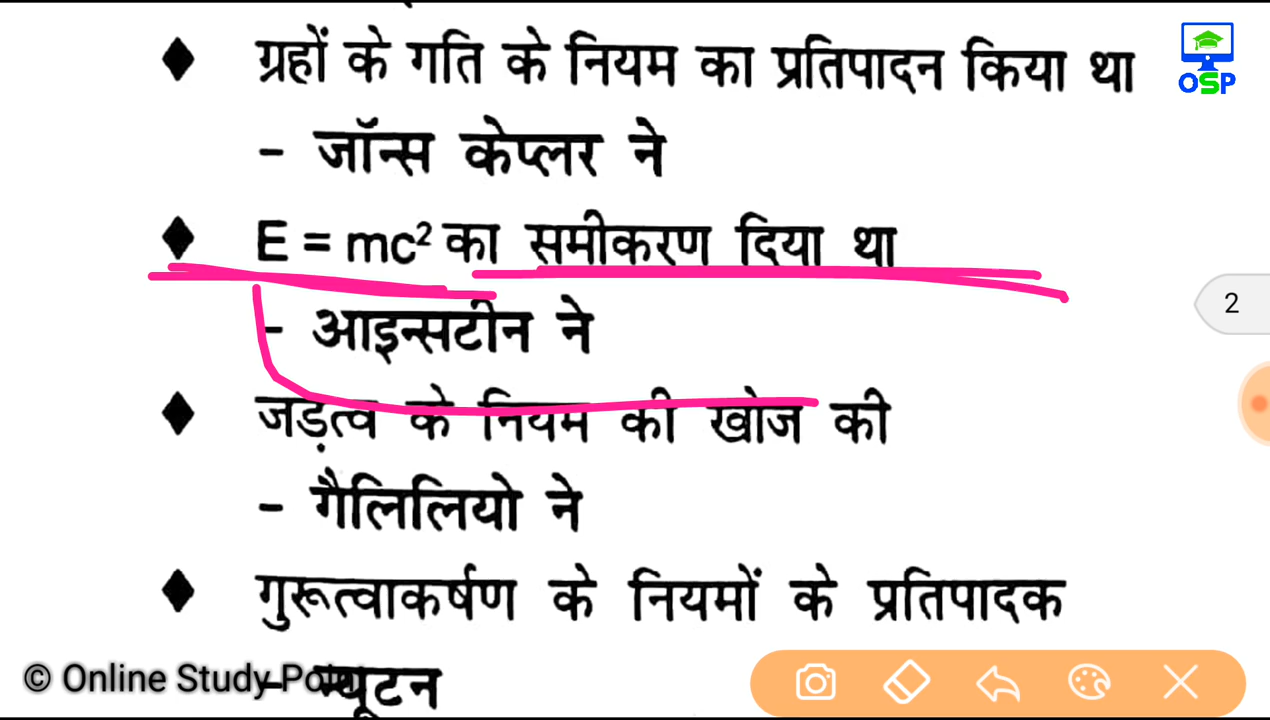 ♦ ग्रहों के गति के नियम का प्रतिपादन किया था
OSP
- जॉन्स केप्लर ने
♦ E = mc² का समीकरण दिया था
- आइन्सटीन ने
2
♦ जड़त्व के नियम की खोज की
- गैलिलियो ने
♦ गुरूत्वाकर्षण के नियमों के प्रतिपादक
- न्यूटन
© Online Study Point